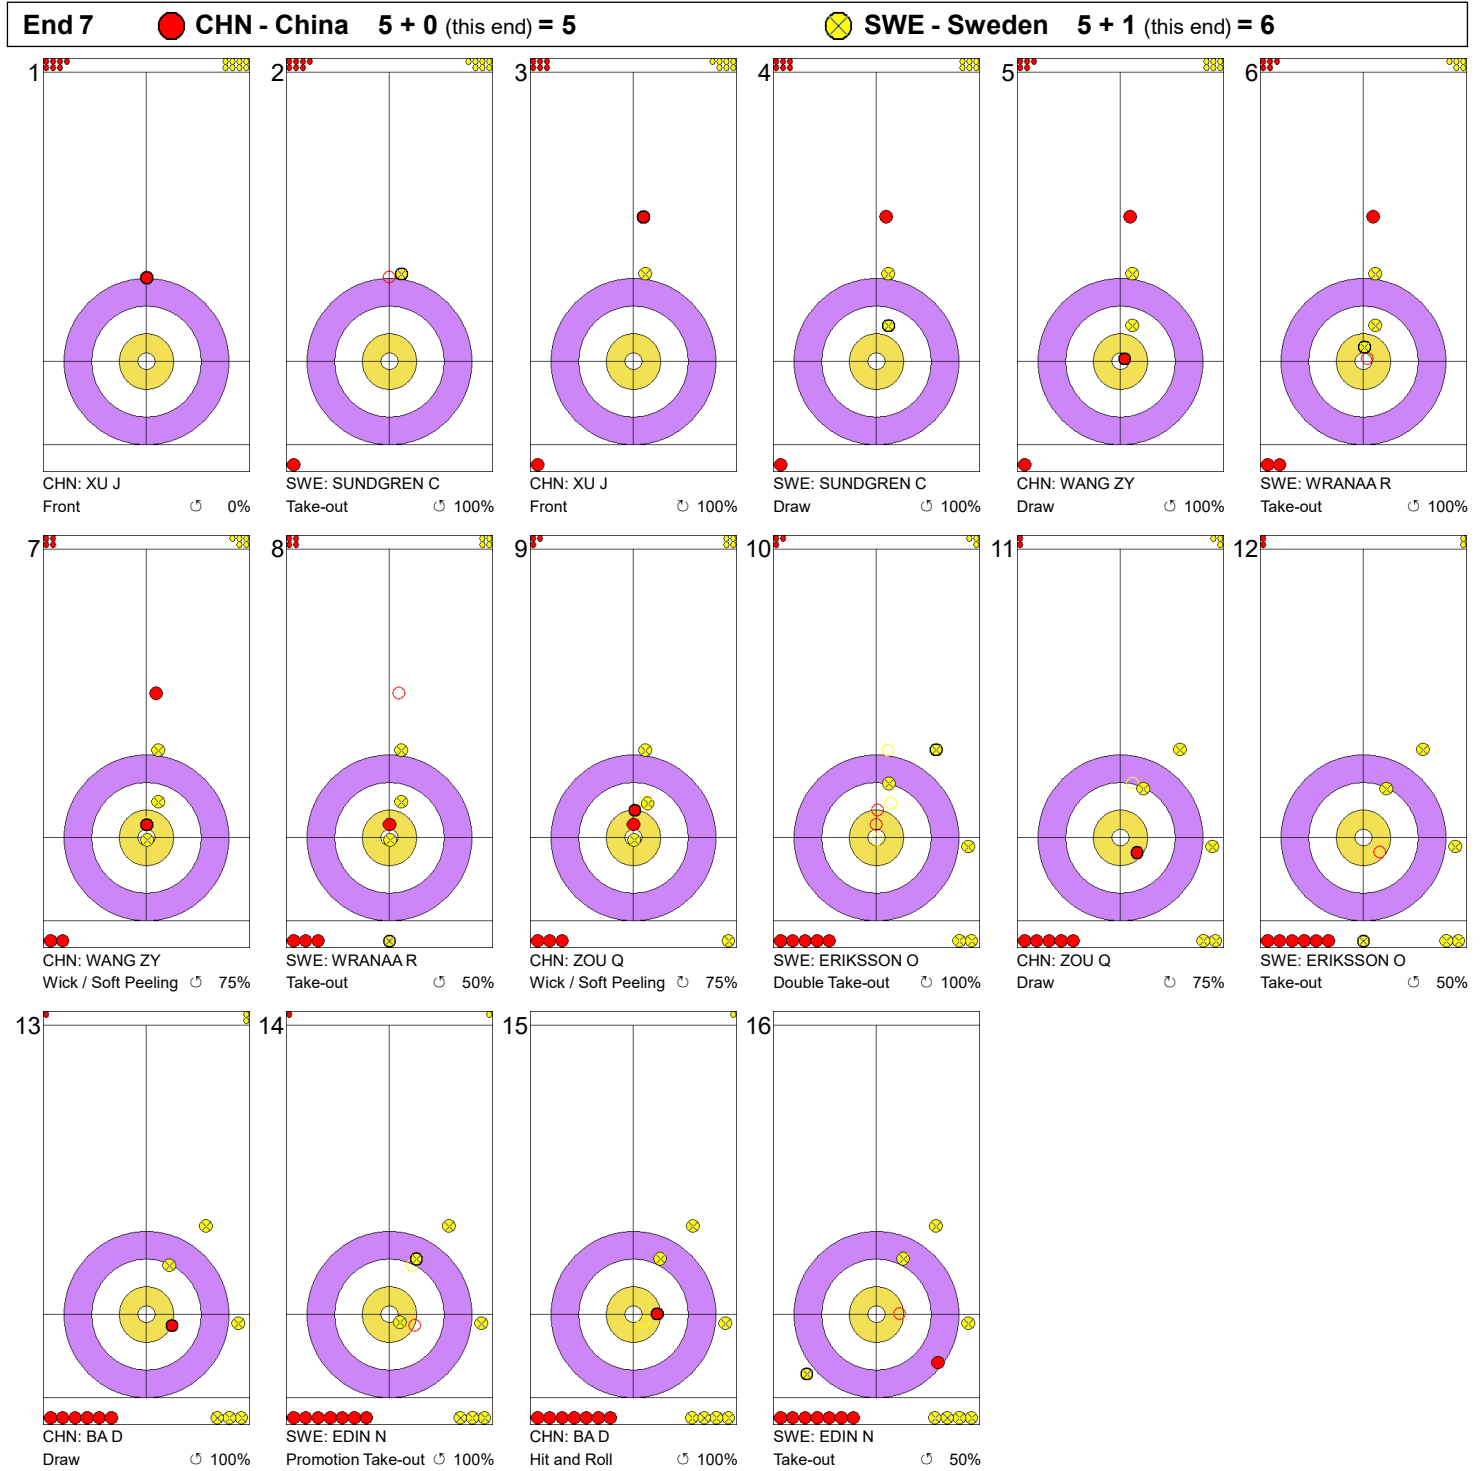 End 7 CHN - China 5 + 0 (this end) = 5 SWE - Sweden 5 + 1 (this end) = 6
1 2 3 4 5 6
CHN: XU J SWE: SUNDGREN C CHN: XU J SWE: SUNDGREN C CHN: WANG ZY SWE: WRANAA R
Front 0% Take-out 100% Front 100% Draw 100% Draw 100% Take-out 100%
7 8 9 10 11 12
CHN: WANG ZY SWE: WRANAA R CHN: ZOU Q SWE: ERIKSSON O CHN: ZOU Q SWE: ERIKSSON O
Wick / Soft Peeling 75% Take-out 50% Wick / Soft Peeling 75% Double Take-out 100% Draw 75% Take-out 50%
13 14 15 16
CHN: BA D SWE: EDIN N CHN: BA D SWE: EDIN N
Draw 100% Promotion Take-out 100% Hit and Roll 100% Take-out 50%